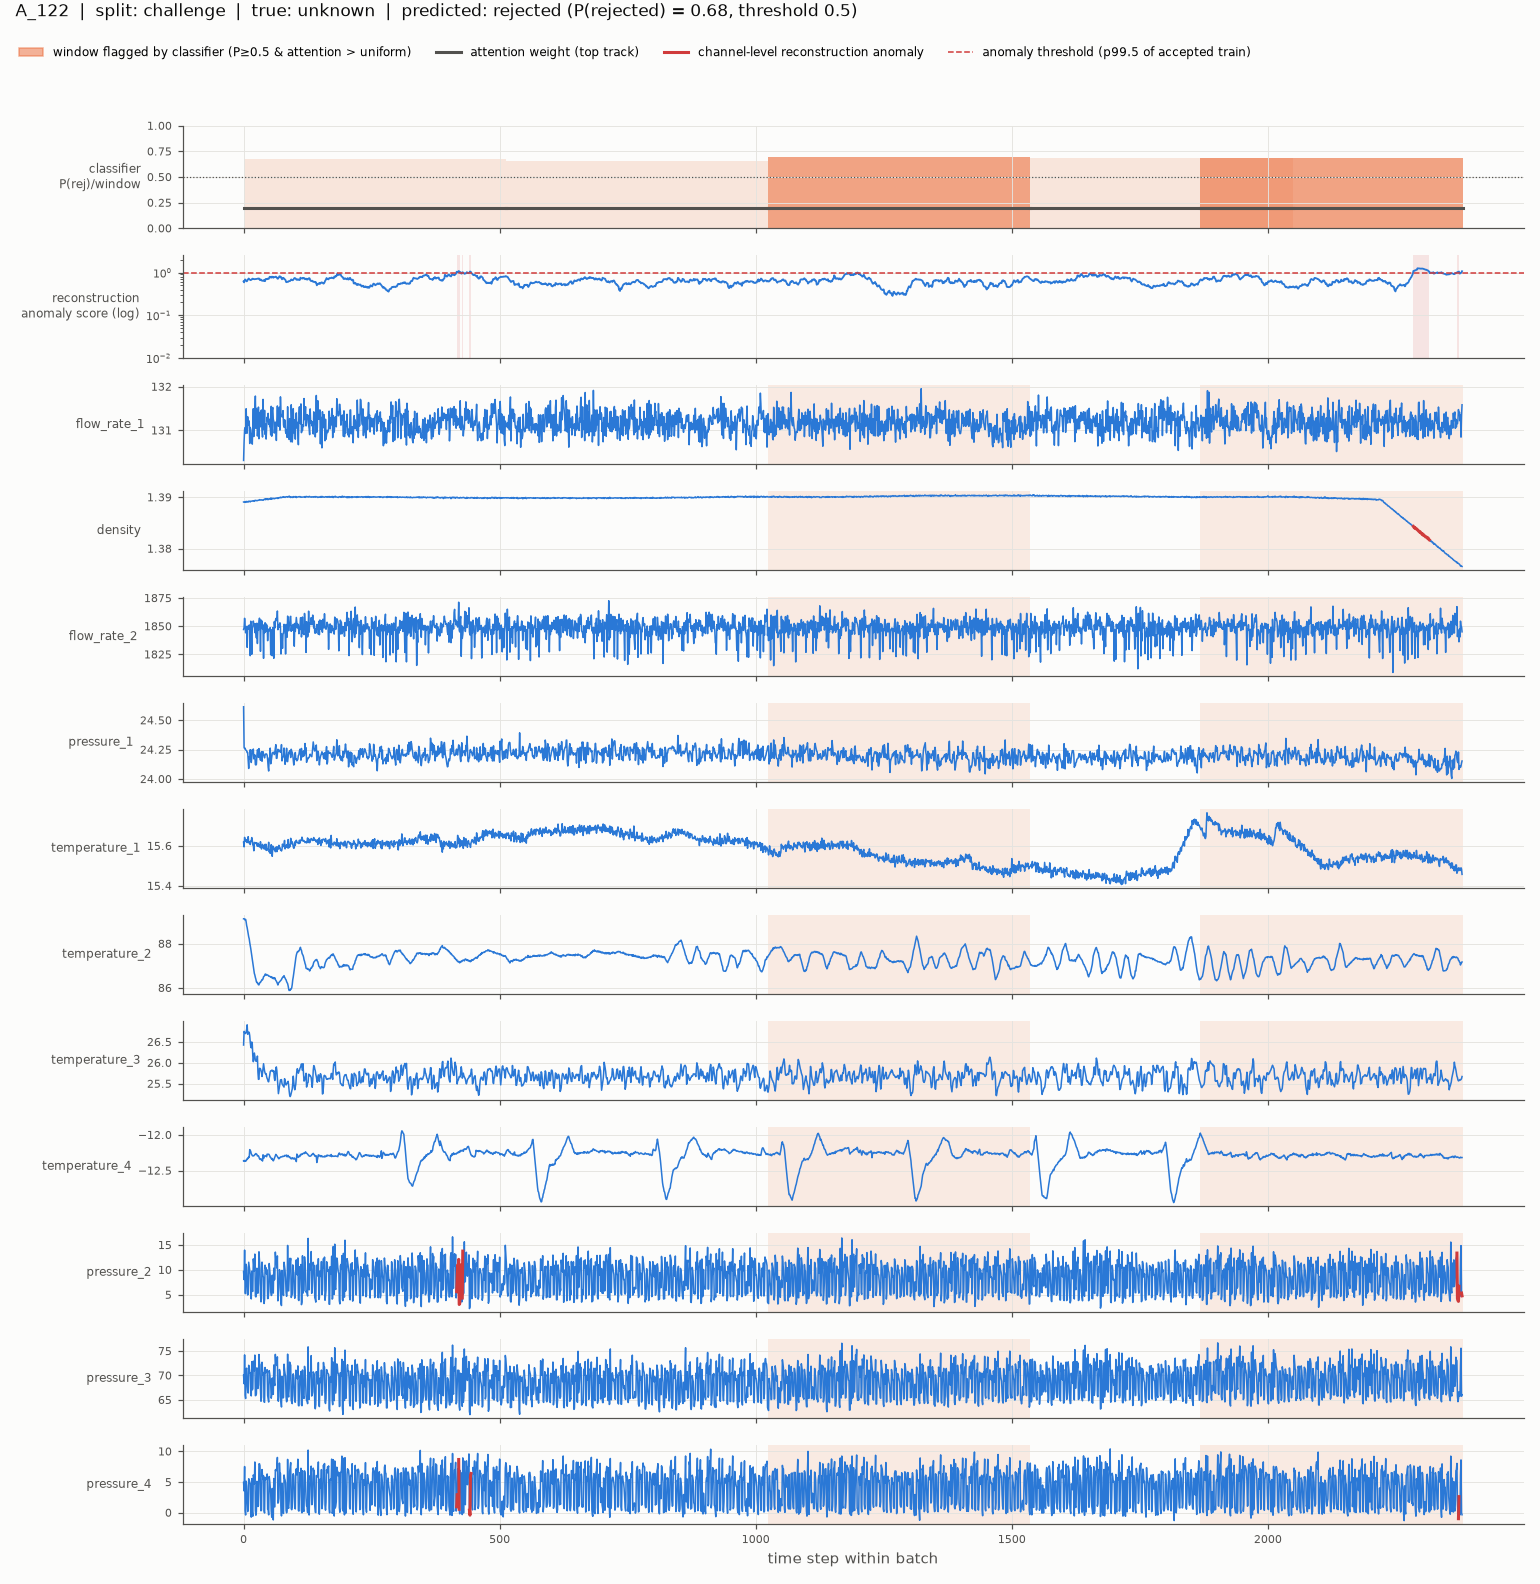 A_122 | split: challenge | true: unknown | predicted: rejected (P(rejected) = 0.68, threshold 0.5)
window flagged by classifier (P≥0.5 & attention > uniform) attention weight (top track) channel-level reconstruction anomaly anomaly threshold (p99.5 of accepted train)
1.00
0.75
0.50
0.25
0.00
classifier
P(rej)/window
10⁰
10⁻¹
10⁻²
reconstruction
anomaly score (log)
132
131
flow_rate_1
1.39
1.38
density
1875
1850
1825
flow_rate_2
24.50
24.25
24.00
pressure_1
15.6
15.4
temperature_1
88
86
temperature_2
26.5
26.0
25.5
temperature_3
−12.0
−12.5
temperature_4
15
10
5
pressure_2
75
70
65
pressure_3
10
5
0
pressure_4
0 500 1000 1500 2000
time step within batch